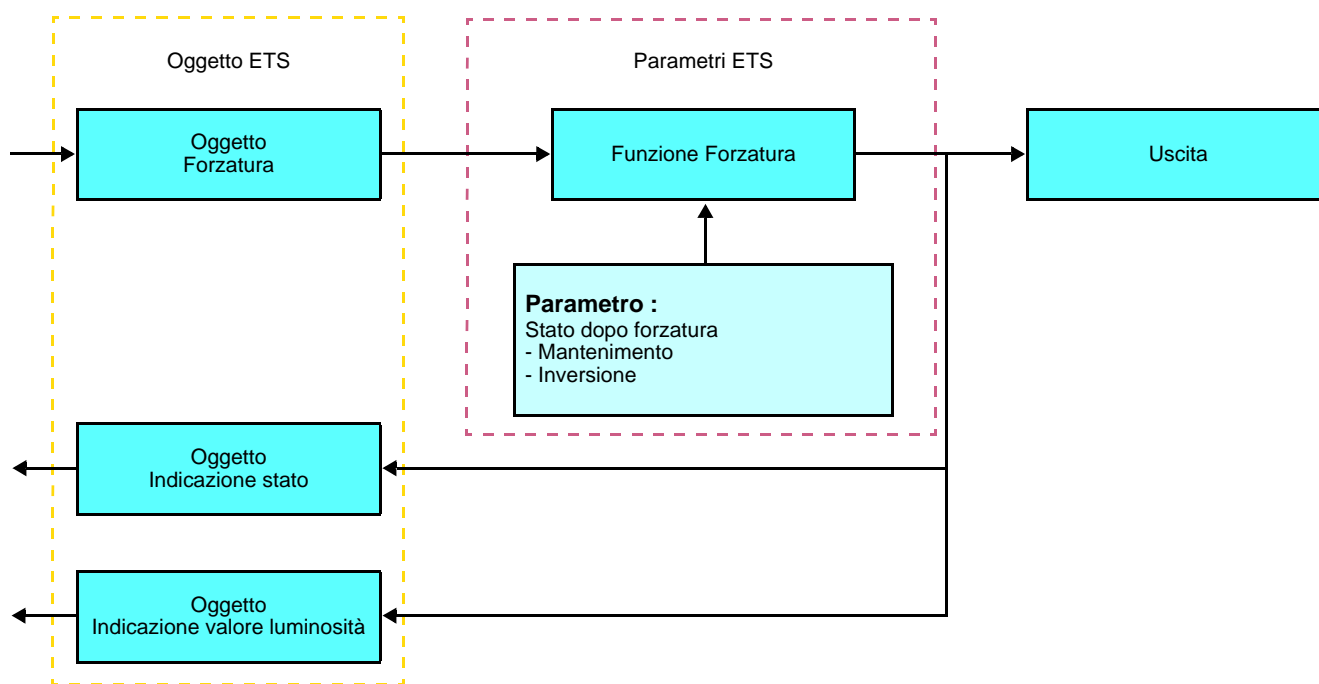 Oggetto ETS
Parametri ETS
Oggetto
Forzatura
Funzione Forzatura
Uscita
Parametro :
Stato dopo forzatura
- Mantenimento
- Inversione
Oggetto
Indicazione stato
Oggetto
Indicazione valore luminosità